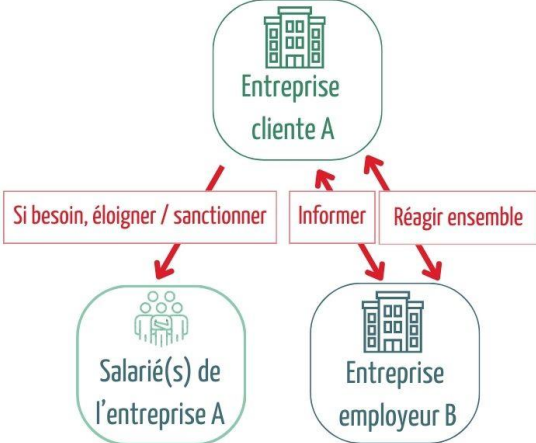 Entreprise
cliente A
Si besoin, éloigner / sanctionner
Informer
Réagir ensemble
Salarié(s) de
l'entreprise A
Entreprise
employeur B